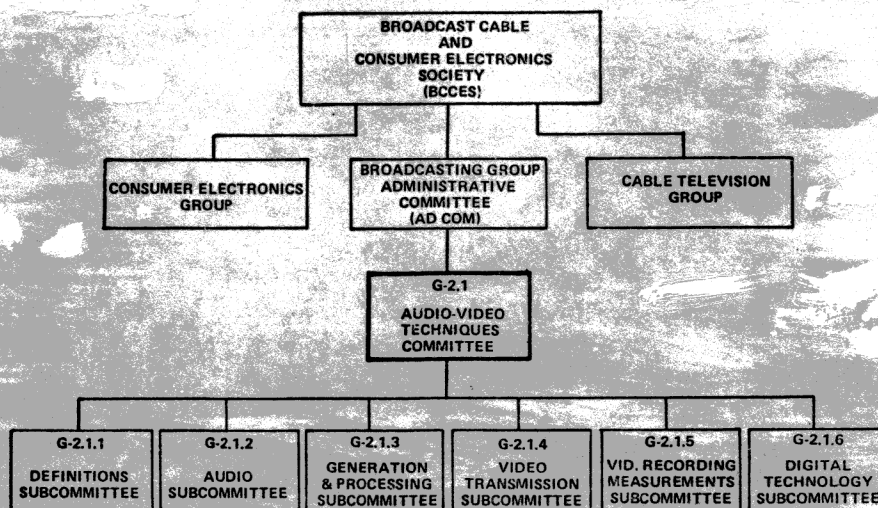 BROADCAST CABLE
AND
CONSUMER ELECTRONICS
SOCIETY
(BCCES)
CONSUMER ELECTRONICS
GROUP
BROADCASTING GROUP
ADMINISTRATIVE
COMMITTEE
(AD COM)
CABLE TELEVISION
GROUP
G-2.1
AUDIO-VIDEO
TECHNIQUES
COMMITTEE
G-2.1.1
DEFINITIONS
SUBCOMMITTEE
G-2.1.2
AUDIO
SUBCOMMITTEE
G-2.1.3
GENERATION
& PROCESSING
SUBCOMMITTEE
G-2.1.4
VIDEO
TRANSMISSION
SUBCOMMITTEE
G-2.1.5
VID. RECORDING
MEASUREMENTS
SUBCOMMITTEE
G-2.1.6
DIGITAL
TECHNOLOGY
SUBCOMMITTEE